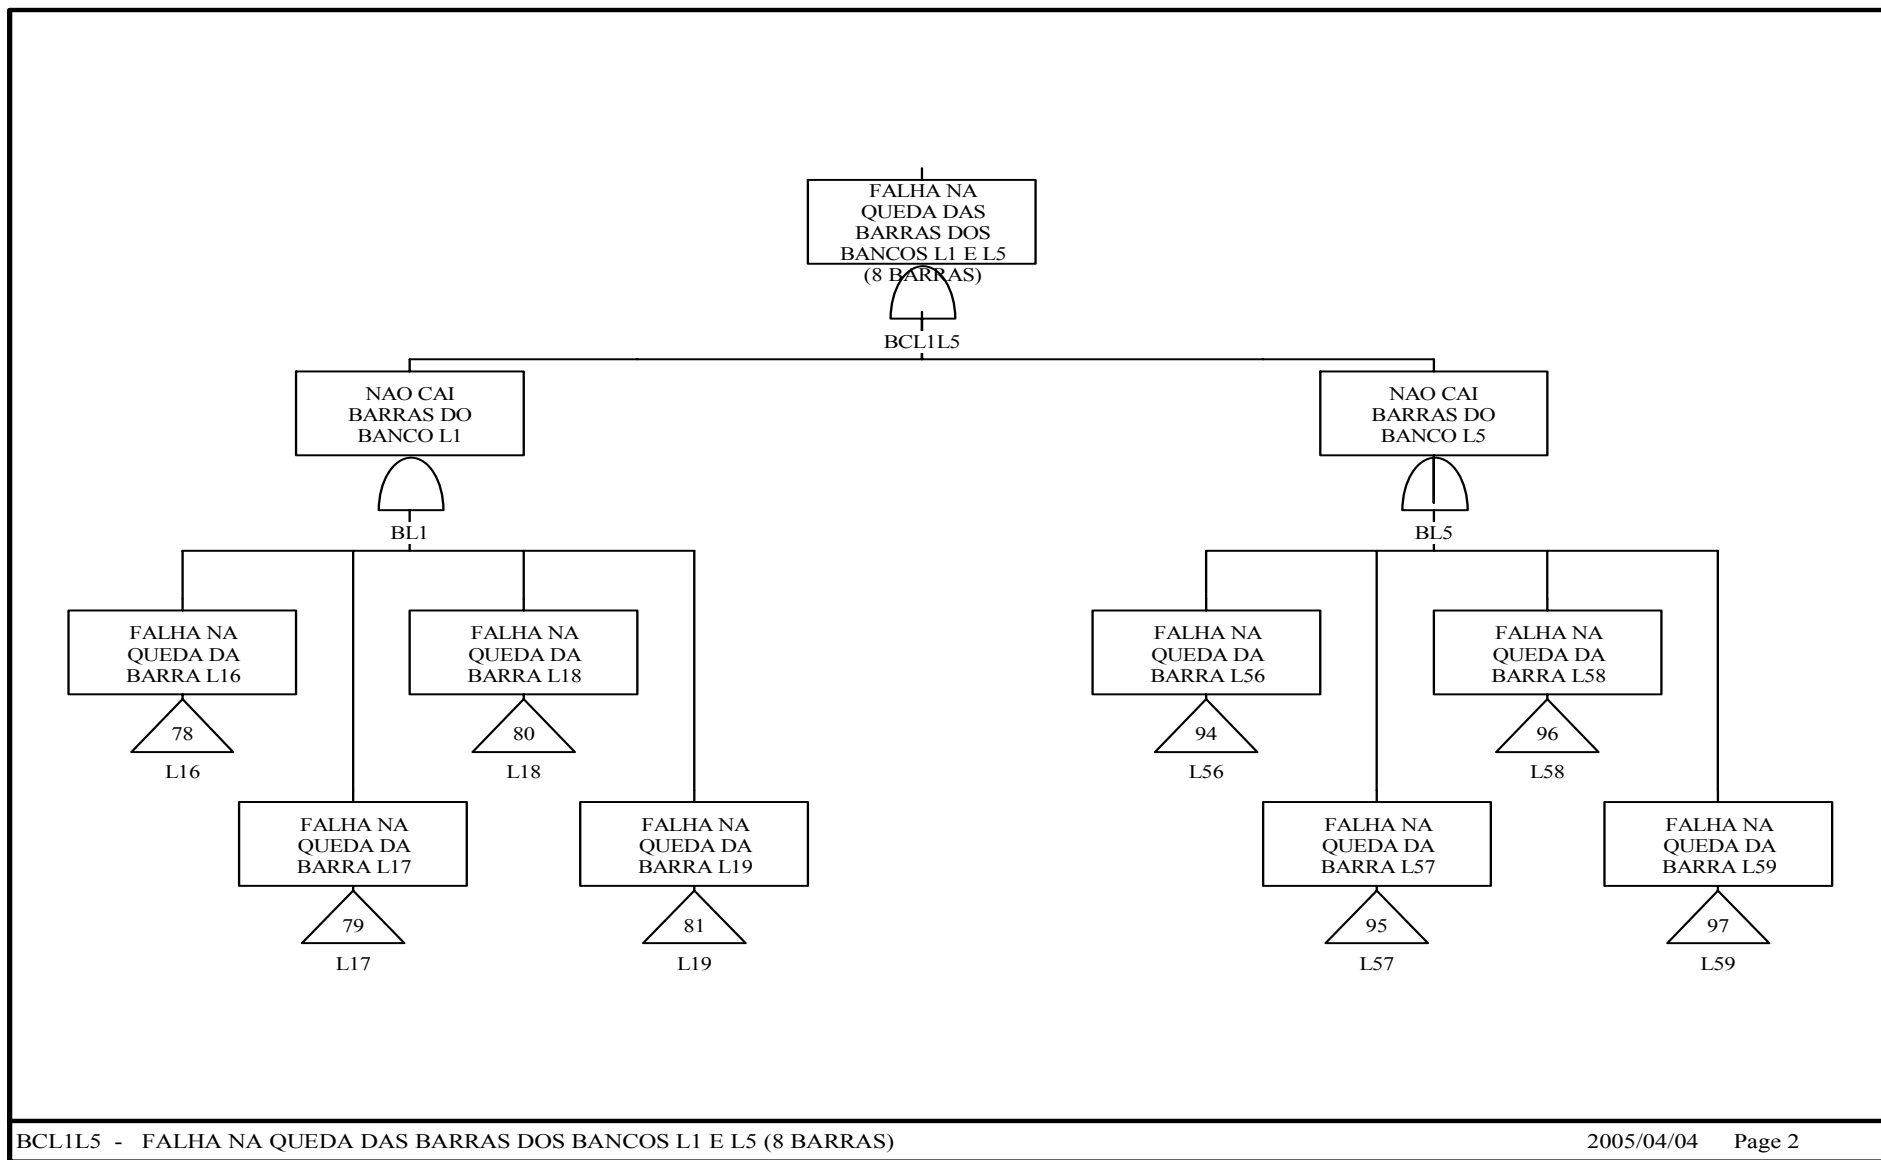 FALHA NA
QUEDA DAS
BARRAS DOS
BANCOS L1 E L5
(8 BARRAS)
BCL1L5
NAO CAI
BARRAS DO
BANCO L1
BL1
NAO CAI
BARRAS DO
BANCO L5
BL5
FALHA NA
QUEDA DA
BARRA L16
78
L16
FALHA NA
QUEDA DA
BARRA L18
80
L18
FALHA NA
QUEDA DA
BARRA L56
94
L56
FALHA NA
QUEDA DA
BARRA L58
96
L58
FALHA NA
QUEDA DA
BARRA L17
79
L17
FALHA NA
QUEDA DA
BARRA L19
81
L19
FALHA NA
QUEDA DA
BARRA L57
95
L57
FALHA NA
QUEDA DA
BARRA L59
97
L59
BCL1L5 - FALHA NA QUEDA DAS BARRAS DOS BANCOS L1 E L5 (8 BARRAS) 2005/04/04 Page 2